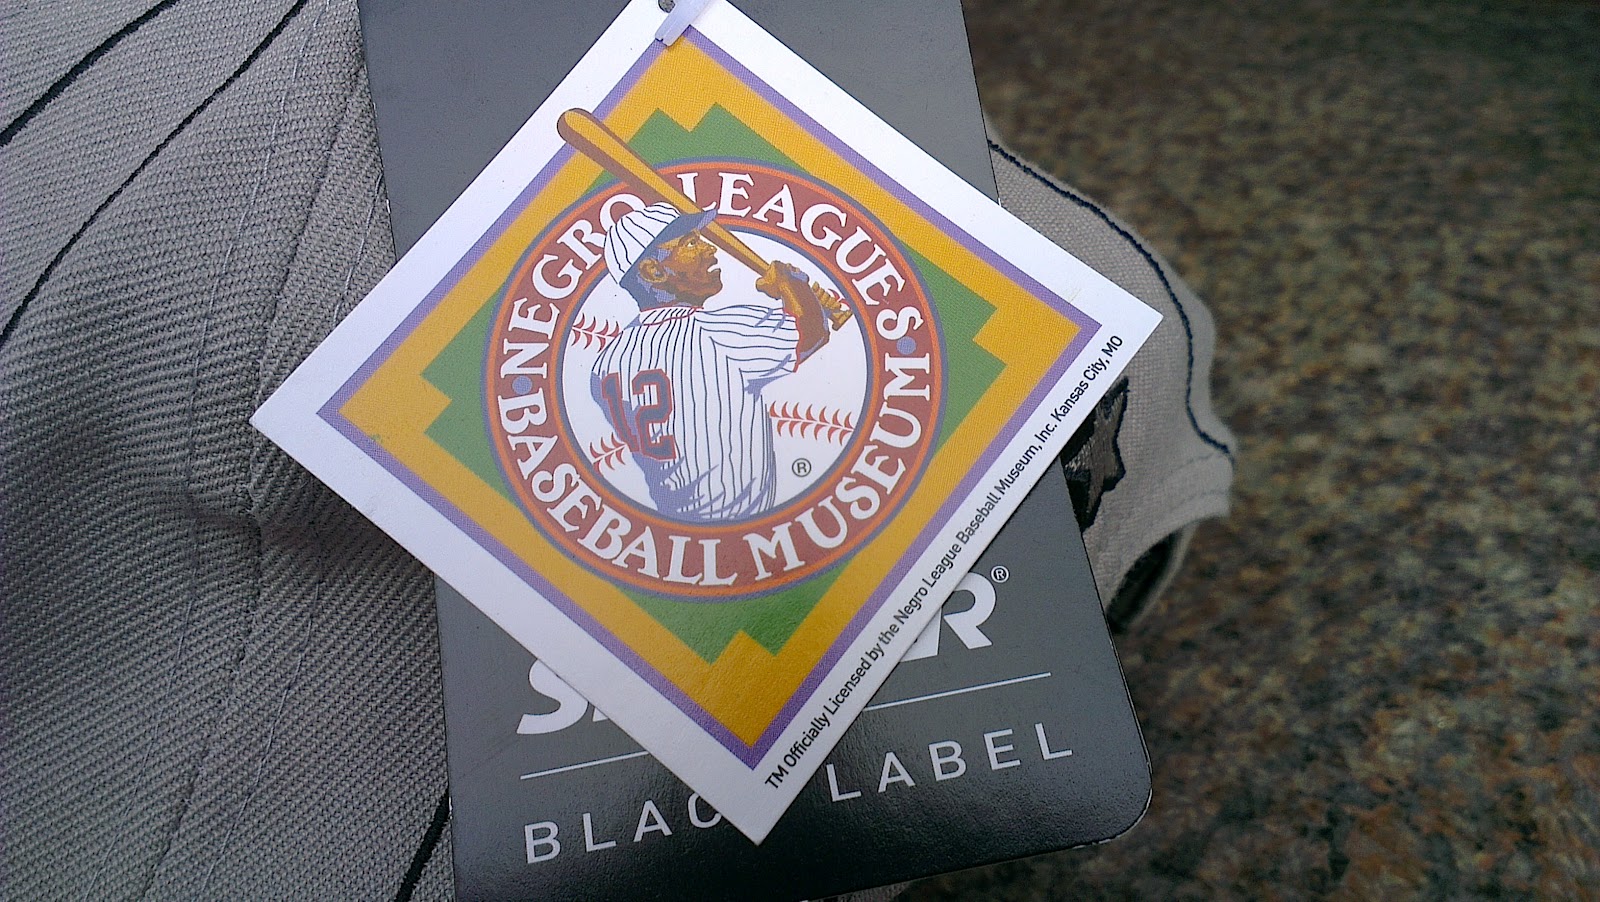 NEGRO LEAGUES
BASEBALL MUSEUM
12
®
TM Officially Licensed by the Negro League Baseball Museum, Inc. Kansas City, MO
®
LABEL